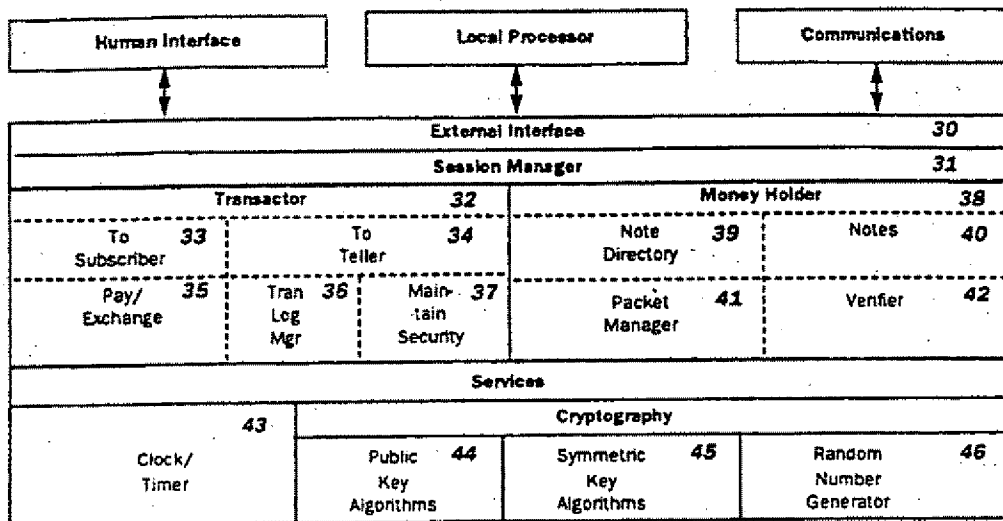 Human Interface
Local Processor
Communications
External Interface 30
Session Manager 31
Transactor 32
Money Holder 38
To 33
Subscriber
To 34
Teller
Note 39
Directory
Notes 40
Pay/ 35
Exchange
Tran 36
Log
Mgr
Main- 37
tain
Security
Packet 41
Manager
Verifier 42
Services
43
Clock/
Timer
Cryptography
Public 44
Key
Algorithms
Symmetric 45
Key
Algorithms
Random 46
Number
Generator